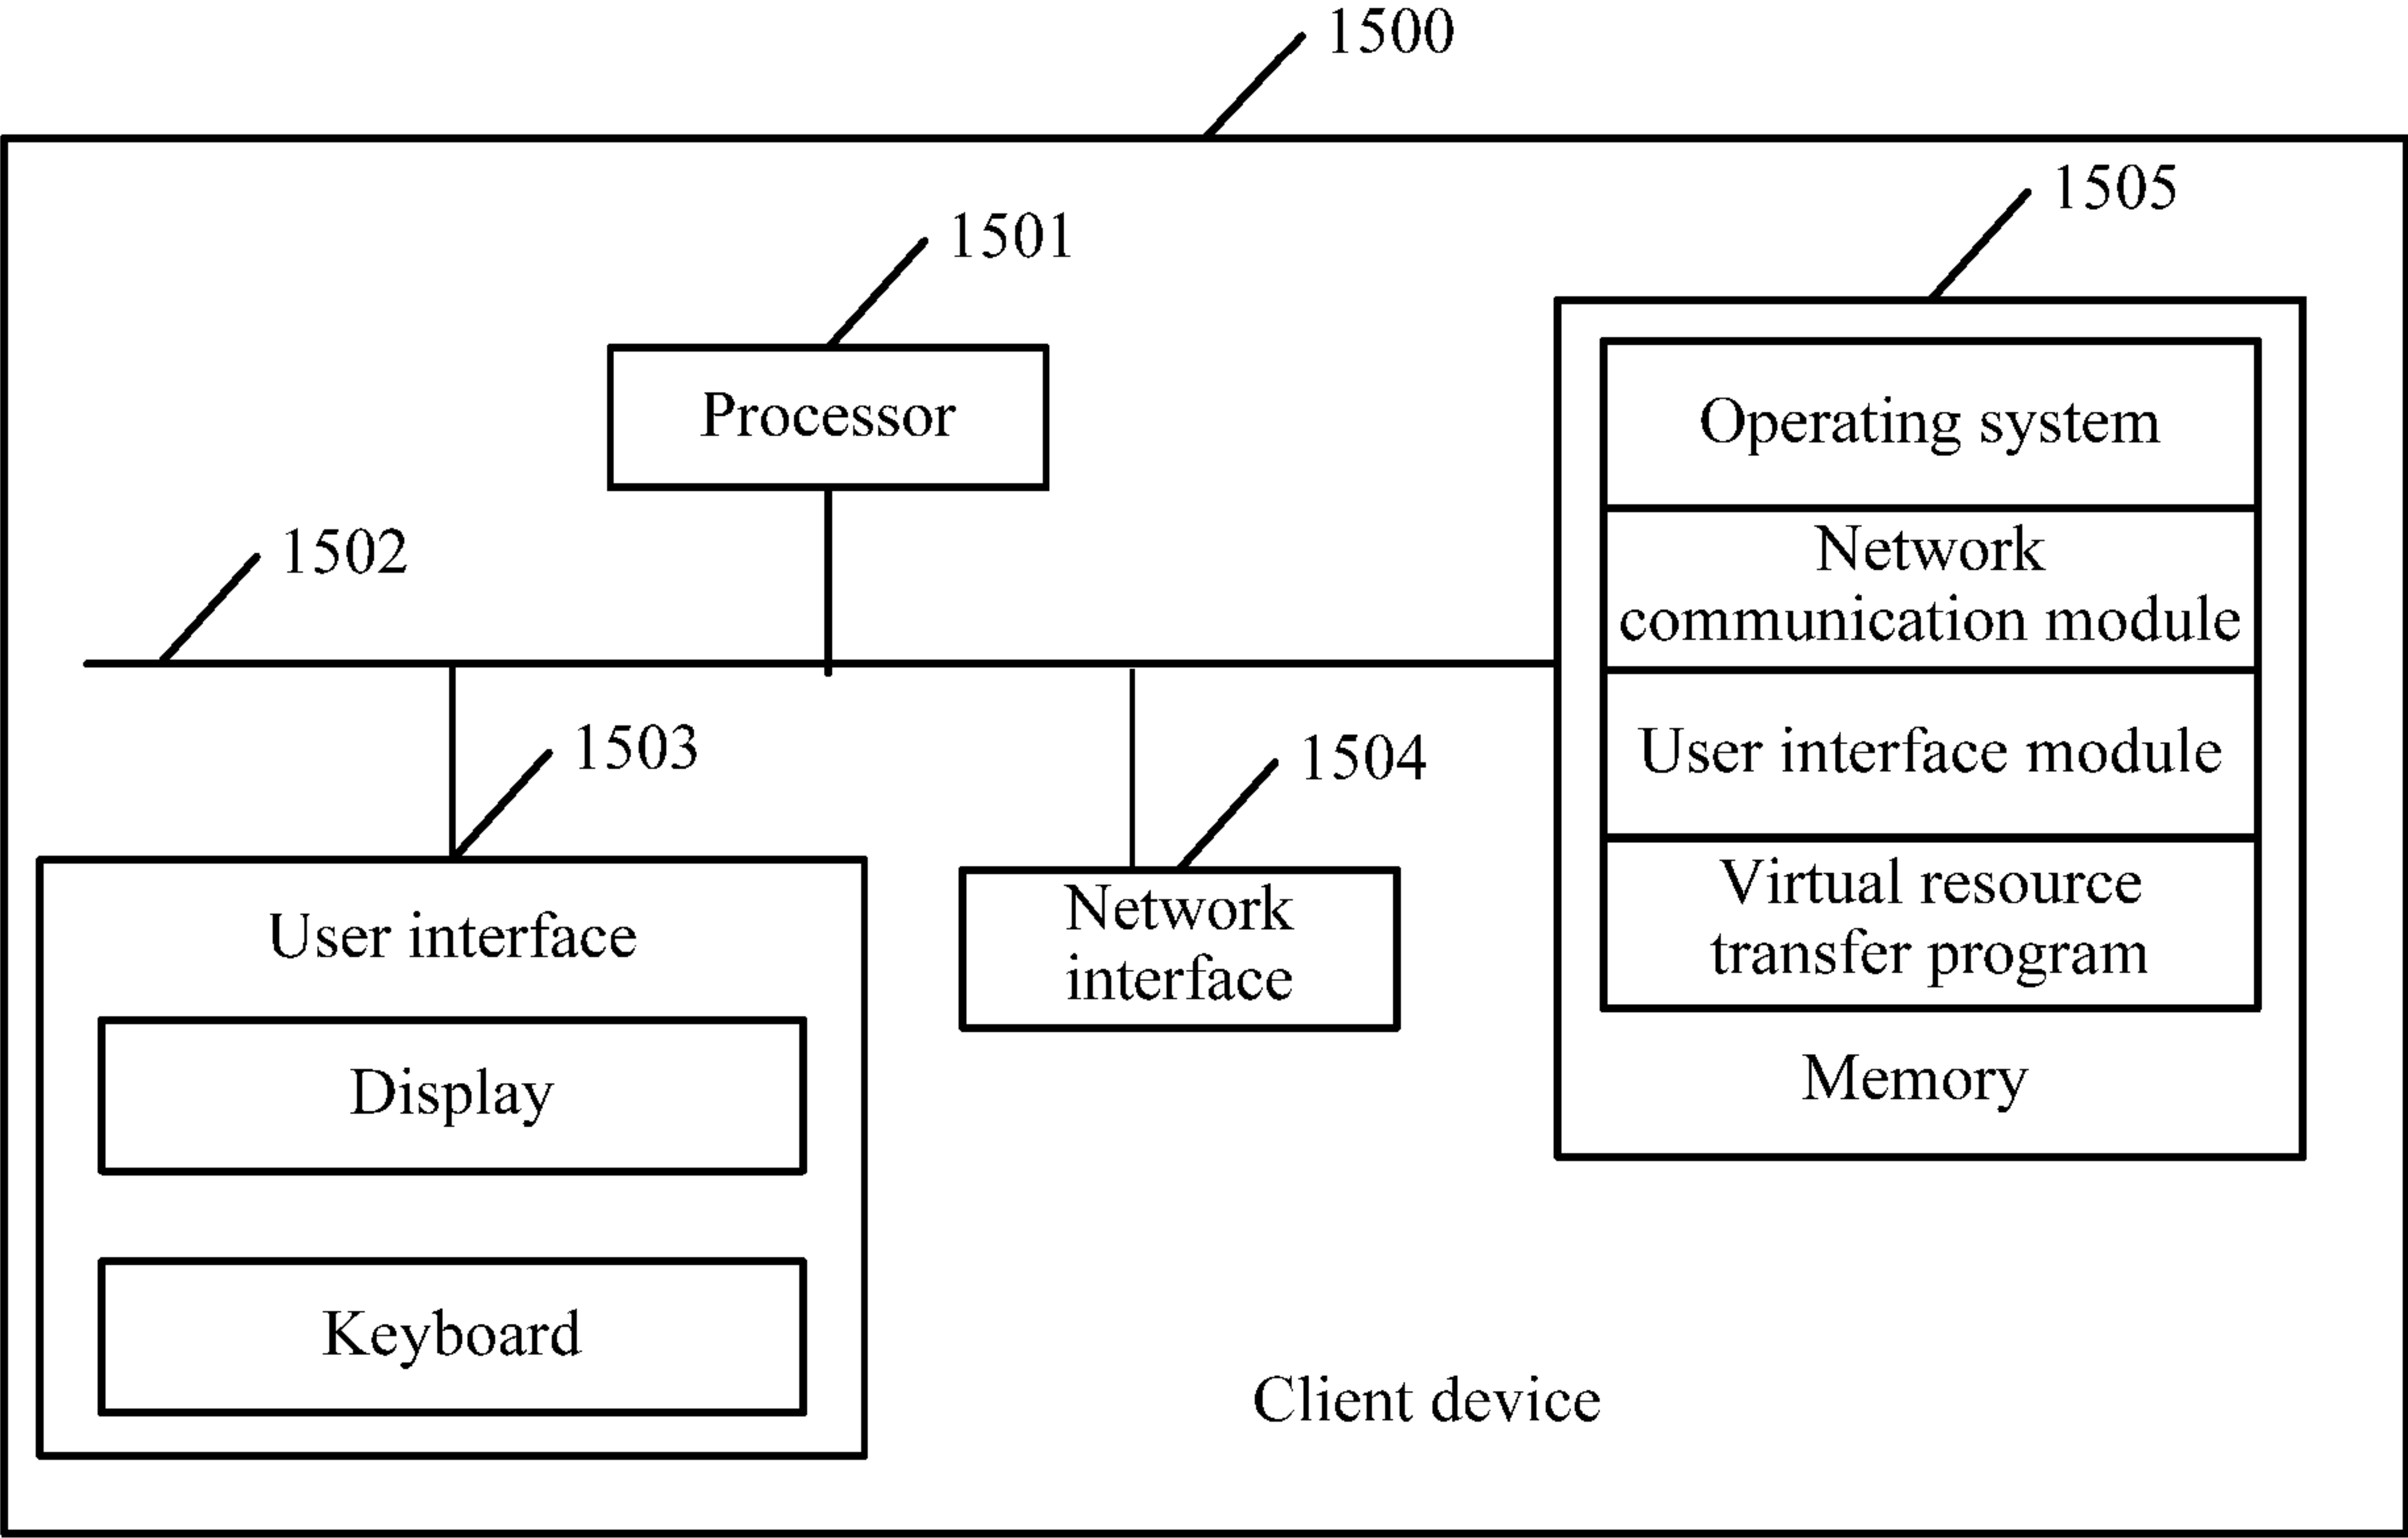 1500
1505
1501
Processor
Operating system
1502
Network
communication module
1503
1504
User interface module
User interface
Network
interface
Virtual resource
transfer program
Display
Memory
Keyboard
Client device